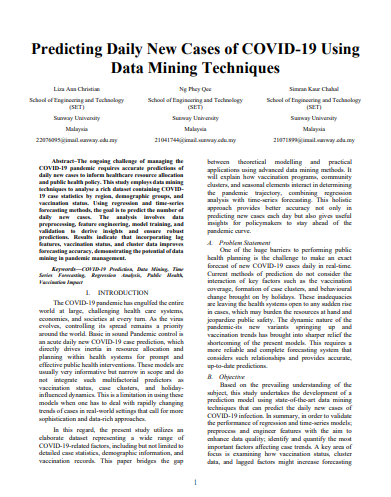 Predicting Daily New Cases of COVID-19 Using
Data Mining Techniques
Liza Ann Christian
School of Engineering and Technology
(SET)
Sunway University
Malaysia
22076095@imail.sunway.edu.my
Ng Phey Qee
School of Engineering and Technology
(SET)
Sunway University
Malaysia
21041744@imail.sunway.edu.my
Simran Kaur Chahal
School of Engineering and Technology
(SET)
Sunway University
Malaysia
21071899@imail.sunway.edu.my
Abstract–The ongoing challenge of managing the
COVID-19 pandemic requires accurate predictions of
daily new cases to inform healthcare resource allocation
and public health policy. This study employs data mining
techniques to analyse a rich dataset containing COVID-
19 case statistics by region, demographic groups, and
vaccination status. Using regression and time-series
forecasting methods, the goal is to predict the number of
daily new cases. The analysis involves data
preprocessing, feature engineering, model training, and
validation to derive insights and ensure robust
predictions. Results indicate that incorporating lag
features, vaccination status, and cluster data improves
forecasting accuracy, demonstrating the potential of data
mining in pandemic management.
Keywords—COVID-19 Prediction, Data Mining, Time
Series Forecasting, Regression Analysis, Public Health,
Vaccination Impact
I. INTRODUCTION
The COVID-19 pandemic has engulfed the entire
world at large, challenging health care systems,
economies, and societies at every turn. As the virus
evolves, controlling its spread remains a priority
around the world. Basic in sound Pandemic control is
an acute daily new COVID-19 case prediction, which
directly drives inertia in resource allocation and
planning within health systems for prompt and
effective public health interventions. These models are
usually very informative but narrow in scope and do
not integrate such multifactorial predictors as
vaccination status, case clusters, and holiday-
influenced dynamics. This is a limitation in using these
models when one has to deal with rapidly changing
trends of cases in real-world settings that call for more
sophistication and data-rich approaches.
In this regard, the present study utilizes an
elaborate dataset representing a wide range of
COVID-19-related factors, including but not limited to
detailed case statistics, demographic information, and
vaccination records. This paper bridges the gap
between theoretical modelling and practical
applications using advanced data mining methods. It
will explain how vaccination programs, community
clusters, and seasonal elements interact in determining
the pandemic trajectory, combining regression
analysis with time-series forecasting. This holistic
approach provides better accuracy not only in
predicting new cases each day but also gives useful
insights for policymakers to stay ahead of the
pandemic curve.
A. Problem Statement
One of the huge barriers to performing public
health planning is the challenge to make an exact
forecast of new COVID-19 cases daily in real-time.
Current methods of prediction do not consider the
interaction of key factors such as the vaccination
coverage, formation of case clusters, and behavioural
change brought on by holidays. These inadequacies
are leaving the health systems open to any sudden rise
in cases, which may burden the resources at hand and
jeopardize public safety. The dynamic nature of the
pandemic-its new variants springing up and
vaccination trends has brought into sharper relief the
shortcoming of the present models. This requires a
more reliable and complete forecasting system that
considers such relationships and provides accurate,
up-to-date predictions.
B. Objective
Based on the prevailing understanding of the
subject, this study undertakes the development of a
prediction model using state-of-the-art data mining
techniques that can predict the daily new cases of
COVID-19 infection. In summary, in order to validate
the performance of regression and time-series models;
preprocess and engineer features with the aim to
enhance data quality; identify and quantify the most
important factors affecting case trends. A key area of
focus is examining how vaccination status, cluster
data, and lagged factors might increase forecasting
1